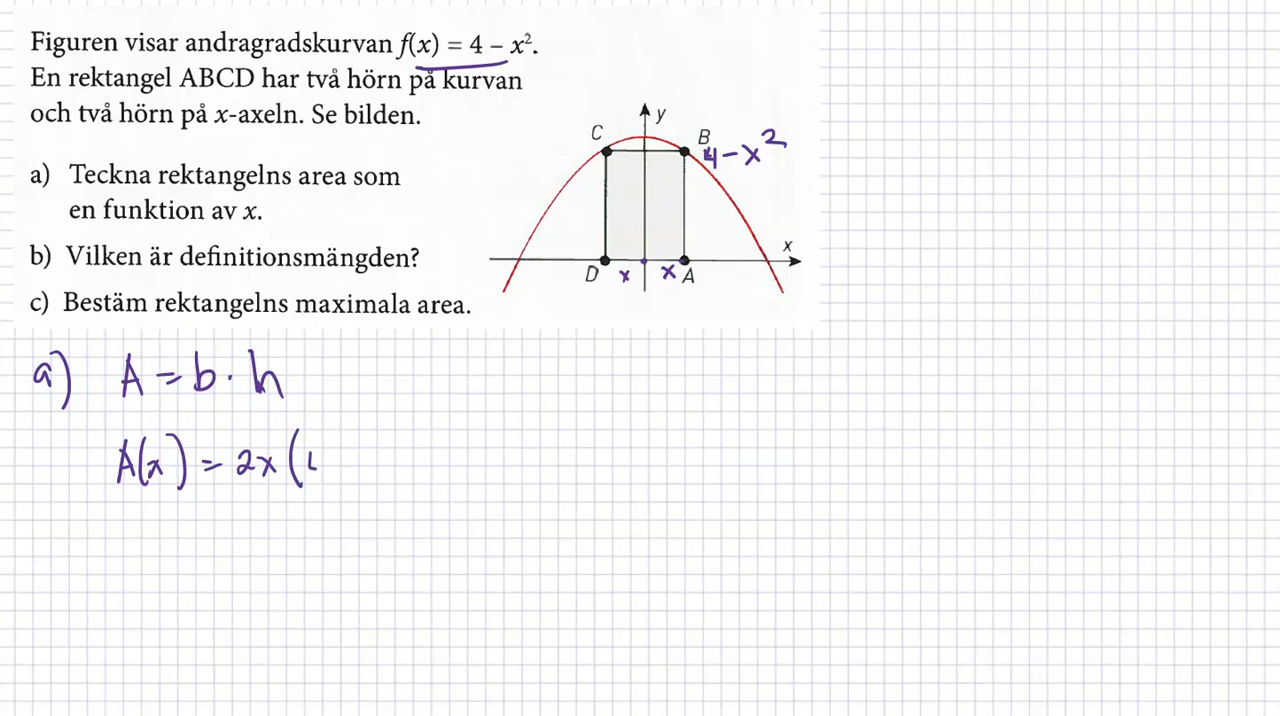 Figuren visar andragradskurvan f(x) = 4 – x².
En rektangel ABCD har två hörn på kurvan
och två hörn på x-axeln. Se bilden.
a) Teckna rektangelns area som
en funktion av x.
b) Vilken är definitionsmängden?
c) Bestäm rektangelns maximala area.
y
C
B
4-x²
x
D
x
x
A
a) A = b · h
A(x) = 2x (